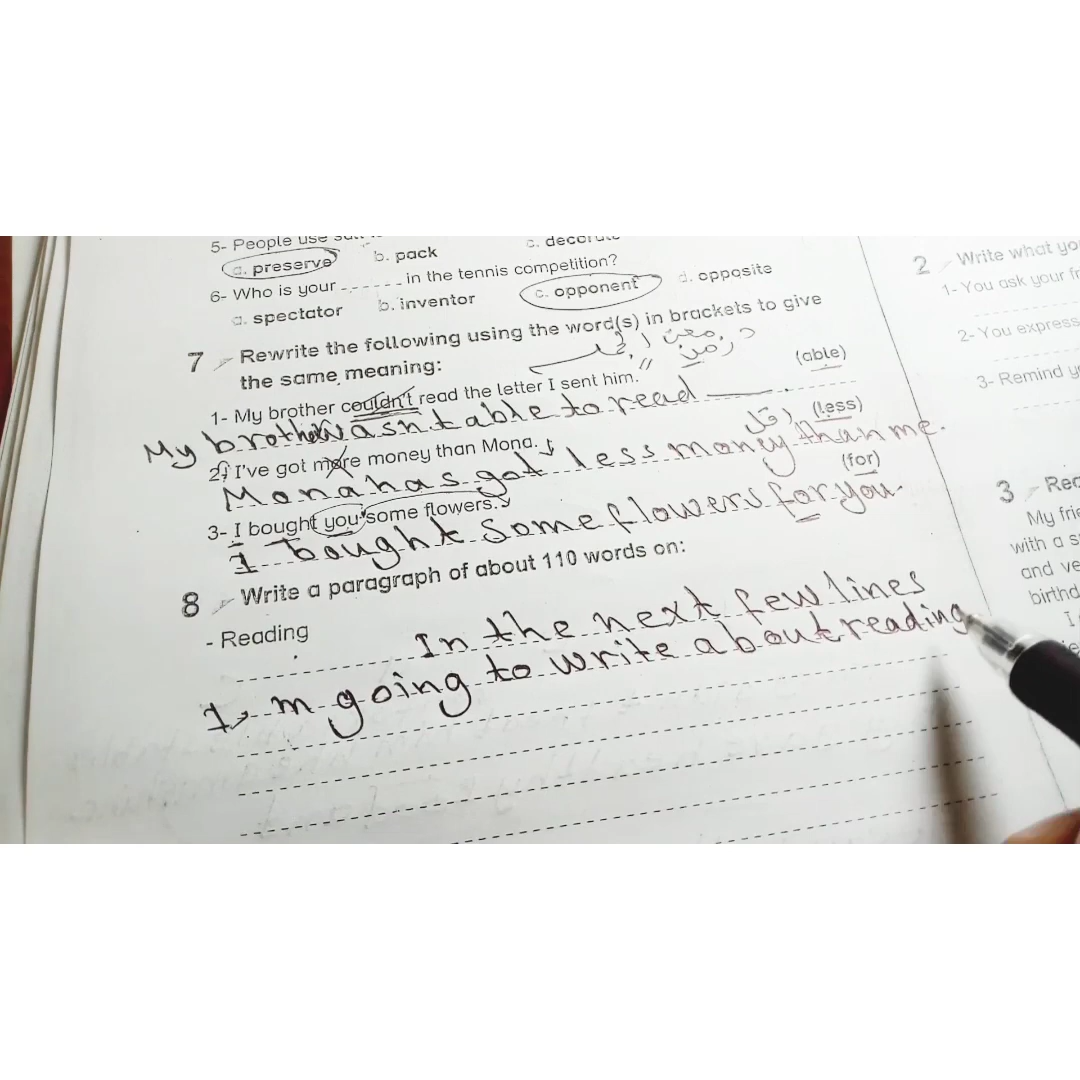 5- People use
a. preserve b. pack c. decorate
6- Who is your ------ in the tennis competition?
a. spectator b. inventor c. opponent d. opposite
7 Rewrite the following using the word(s) in brackets to give
the same meaning:
1- My brother couldn't read the letter I sent him. (able)
My brother wasn't able to read
2- I've got more money than Mona. (less)
أقل
Mona has got less money than me.
3- I bought you some flowers. (for)
I bought some flowers for you.
8 Write a paragraph of about 110 words on:
- Reading
In the next few lines
I'm going to write about reading
2 Write what yo
1- You ask your fr
2- You express
3- Remind y
3 Rec
My frie
with a s
and ve
birthd
I